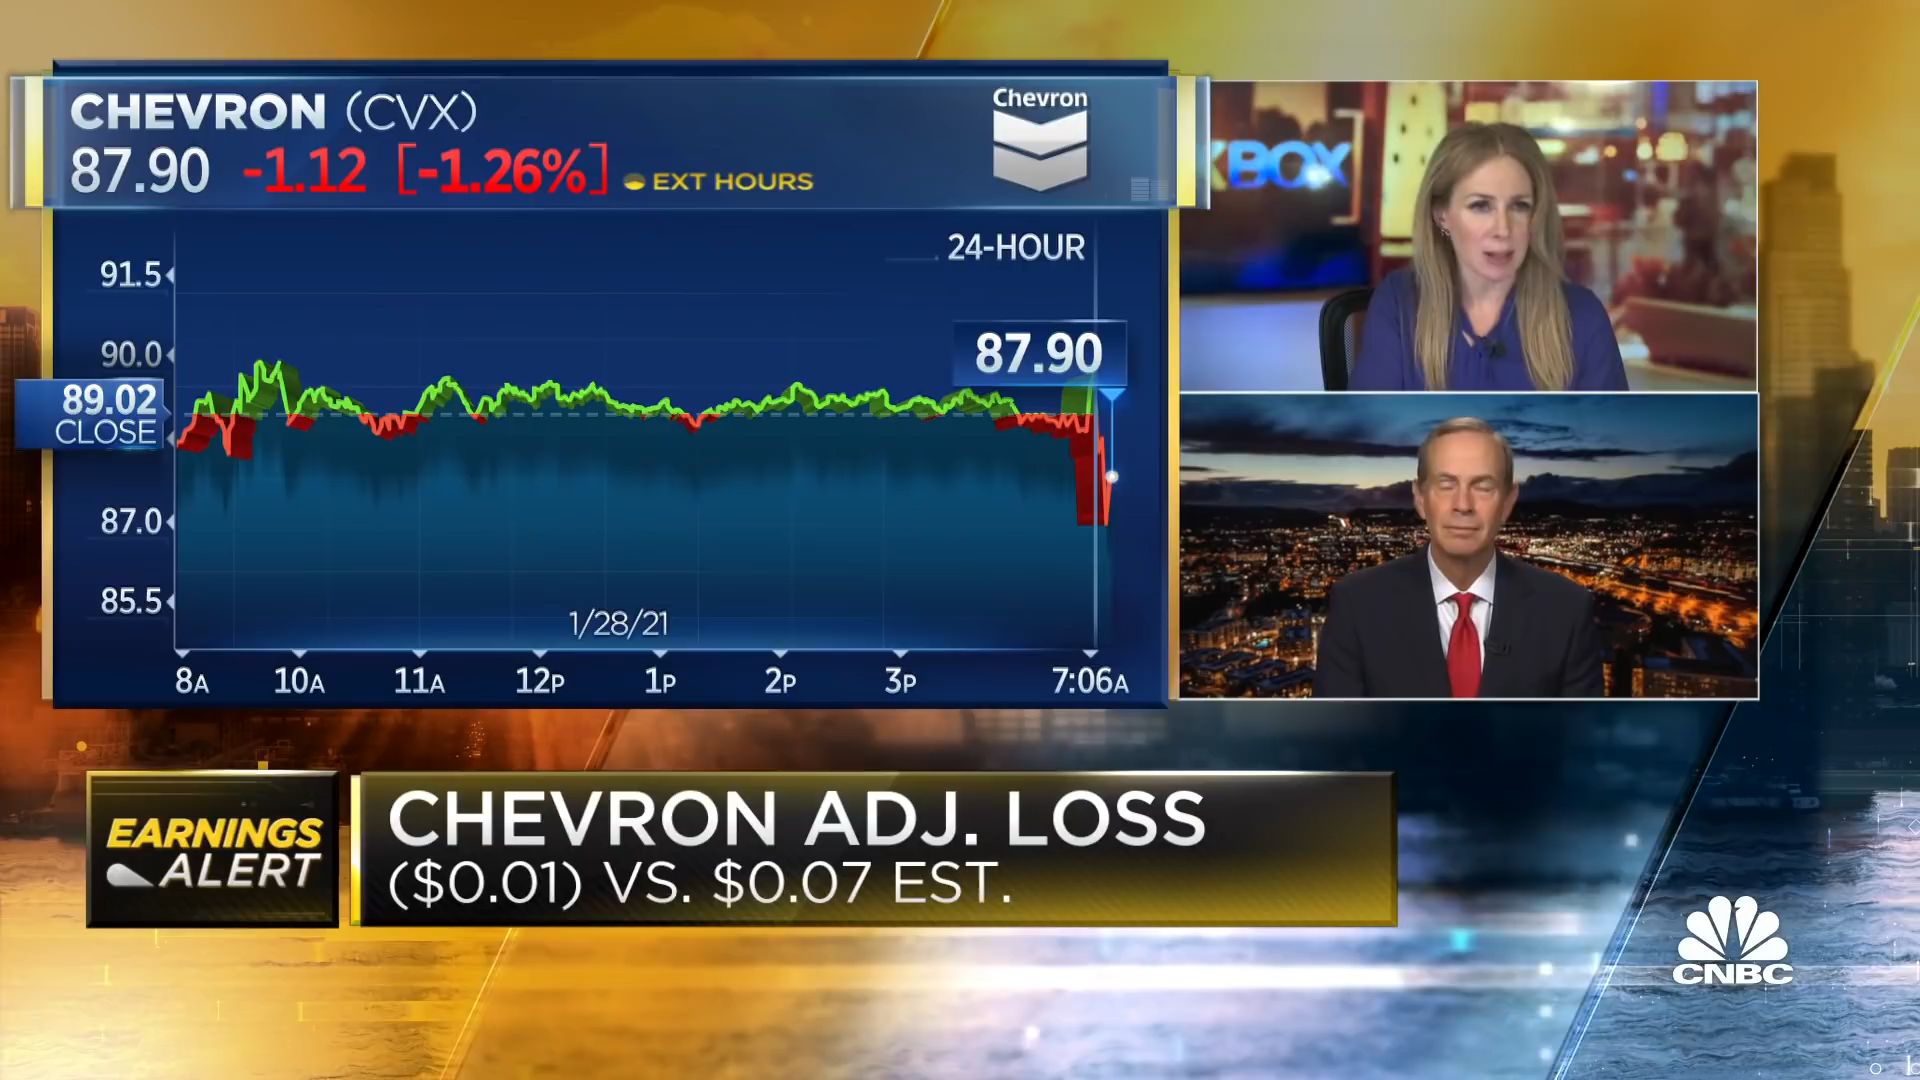 CHEVRON (CVX)
87.90 -1.12 [-1.26%] EXT HOURS
Chevron
24-HOUR
91.5
90.0
87.90
89.02
CLOSE
87.0
85.5
1/28/21
8A 10A 11A 12P 1P 2P 3P 7:06A
KBOX
EARNINGS
ALERT
CHEVRON ADJ. LOSS
($0.01) VS. $0.07 EST.
CNBC